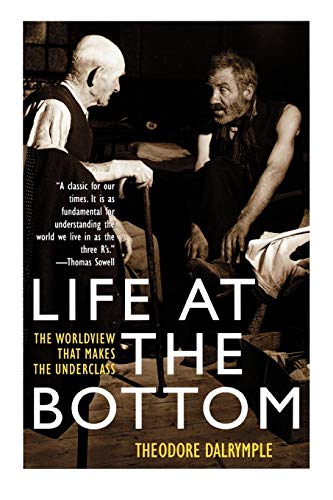 “A classic for our
times. It is as
fundamental for
understanding the
world we live in as the
three R’s.”
—Thomas Sowell
LIFE AT
THE WORLDVIEW
THAT MAKES
THE UNDERCLASS
THE
BOTTOM
THEODORE DALRYMPLE